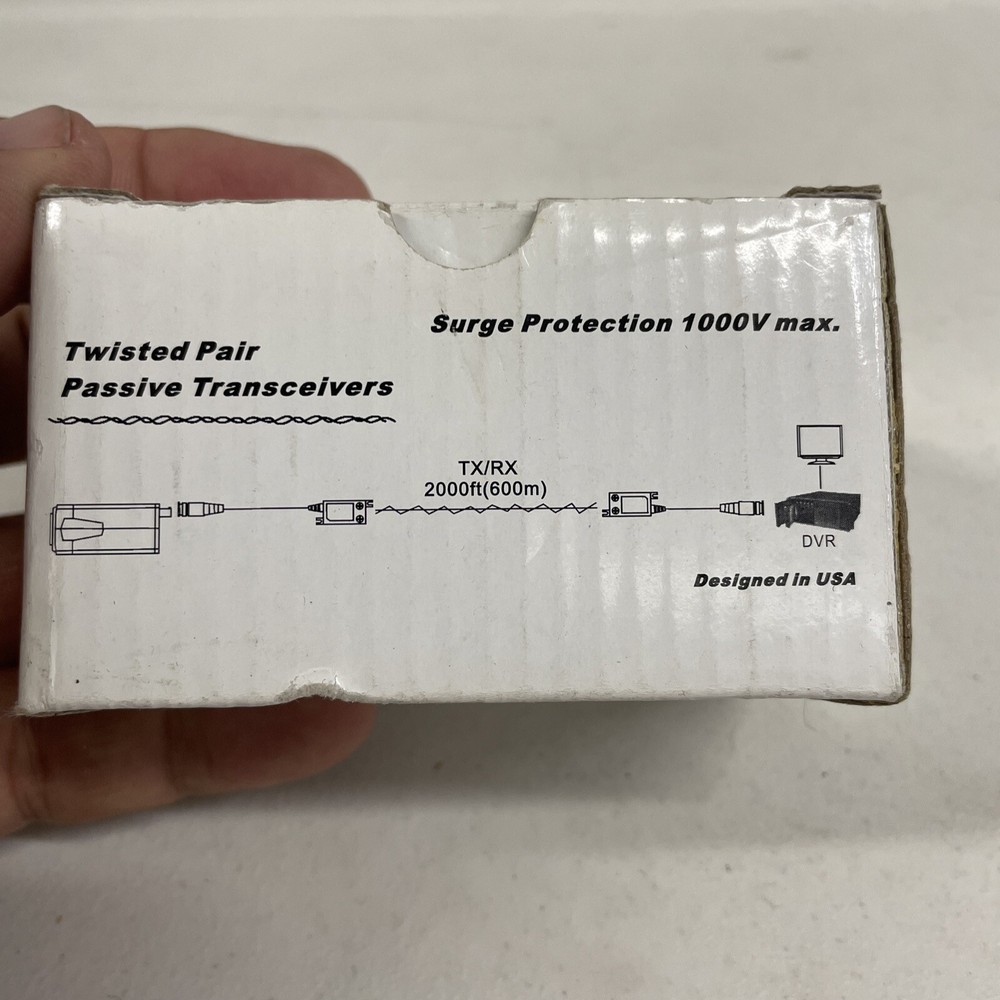 Surge Protection 1000V max.
Twisted Pair
Passive Transceivers
TX/RX
2000ft(600m)
DVR
Designed in USA